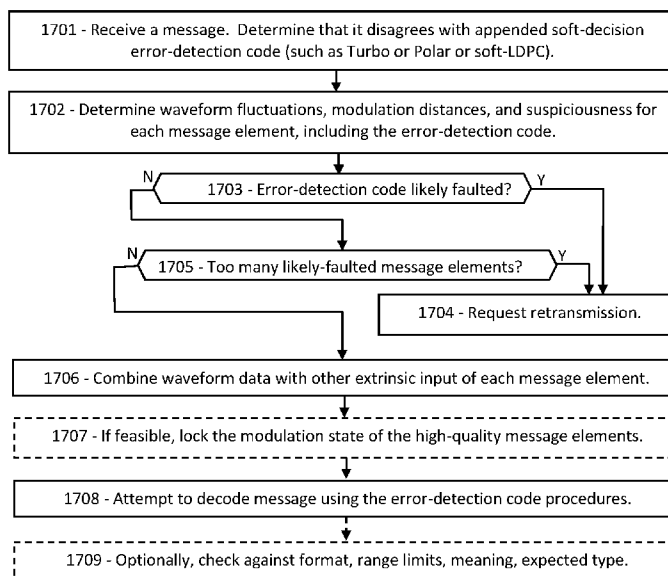 1701 - Receive a message.  Determine that it disagrees with appended soft-decision
error-detection code (such as Turbo or Polar or soft-LDPC).
1702 - Determine waveform fluctuations, modulation distances, and suspiciousness for
each message element, including the error-detection code.
N
1703 - Error-detection code likely faulted?
Y
N
1705 - Too many likely-faulted message elements?
Y
1704 - Request retransmission.
1706 - Combine waveform data with other extrinsic input of each message element.
1707 - If feasible, lock the modulation state of the high-quality message elements.
1708 - Attempt to decode message using the error-detection code procedures.
1709 - Optionally, check against format, range limits, meaning, expected type.